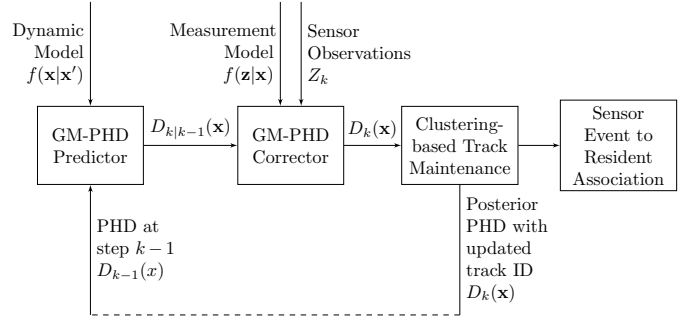 Dynamic
Model
f(x|x′)
Measurement
Model
f(z|x)
Sensor
Observations
Z_k
GM-PHD
Predictor
D_{k|k−1}(x)
GM-PHD
Corrector
D_k(x)
Clustering-
based Track
Maintenance
Sensor
Event to
Resident
Association
PHD at
step k − 1
D_{k−1}(x)
Posterior
PHD with
updated
track ID
D_k(x)